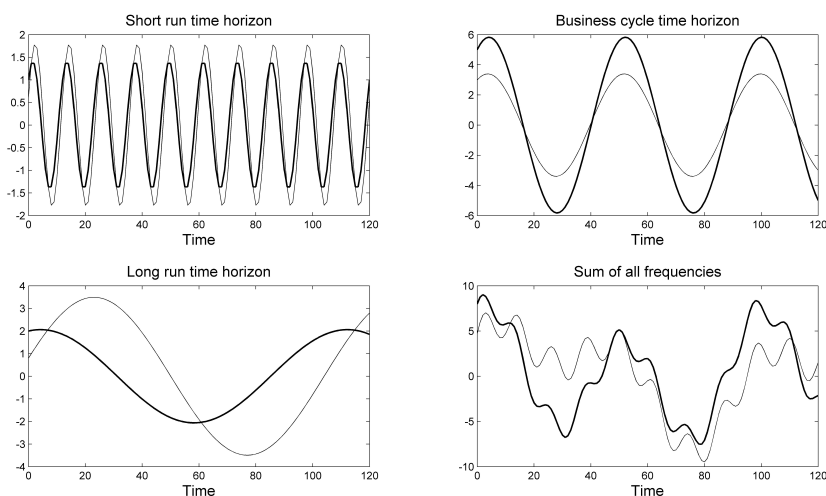 Short run time horizon
2
1.5
1
0.5
0
-0.5
-1
-1.5
-2
0 20 40 60 80 100 120
Time
Business cycle time horizon
6
4
2
0
-2
-4
-6
0 20 40 60 80 100 120
Time
Long run time horizon
4
3
2
1
0
-1
-2
-3
-4
0 20 40 60 80 100 120
Time
Sum of all frequencies
10
5
0
-5
-10
0 20 40 60 80 100 120
Time